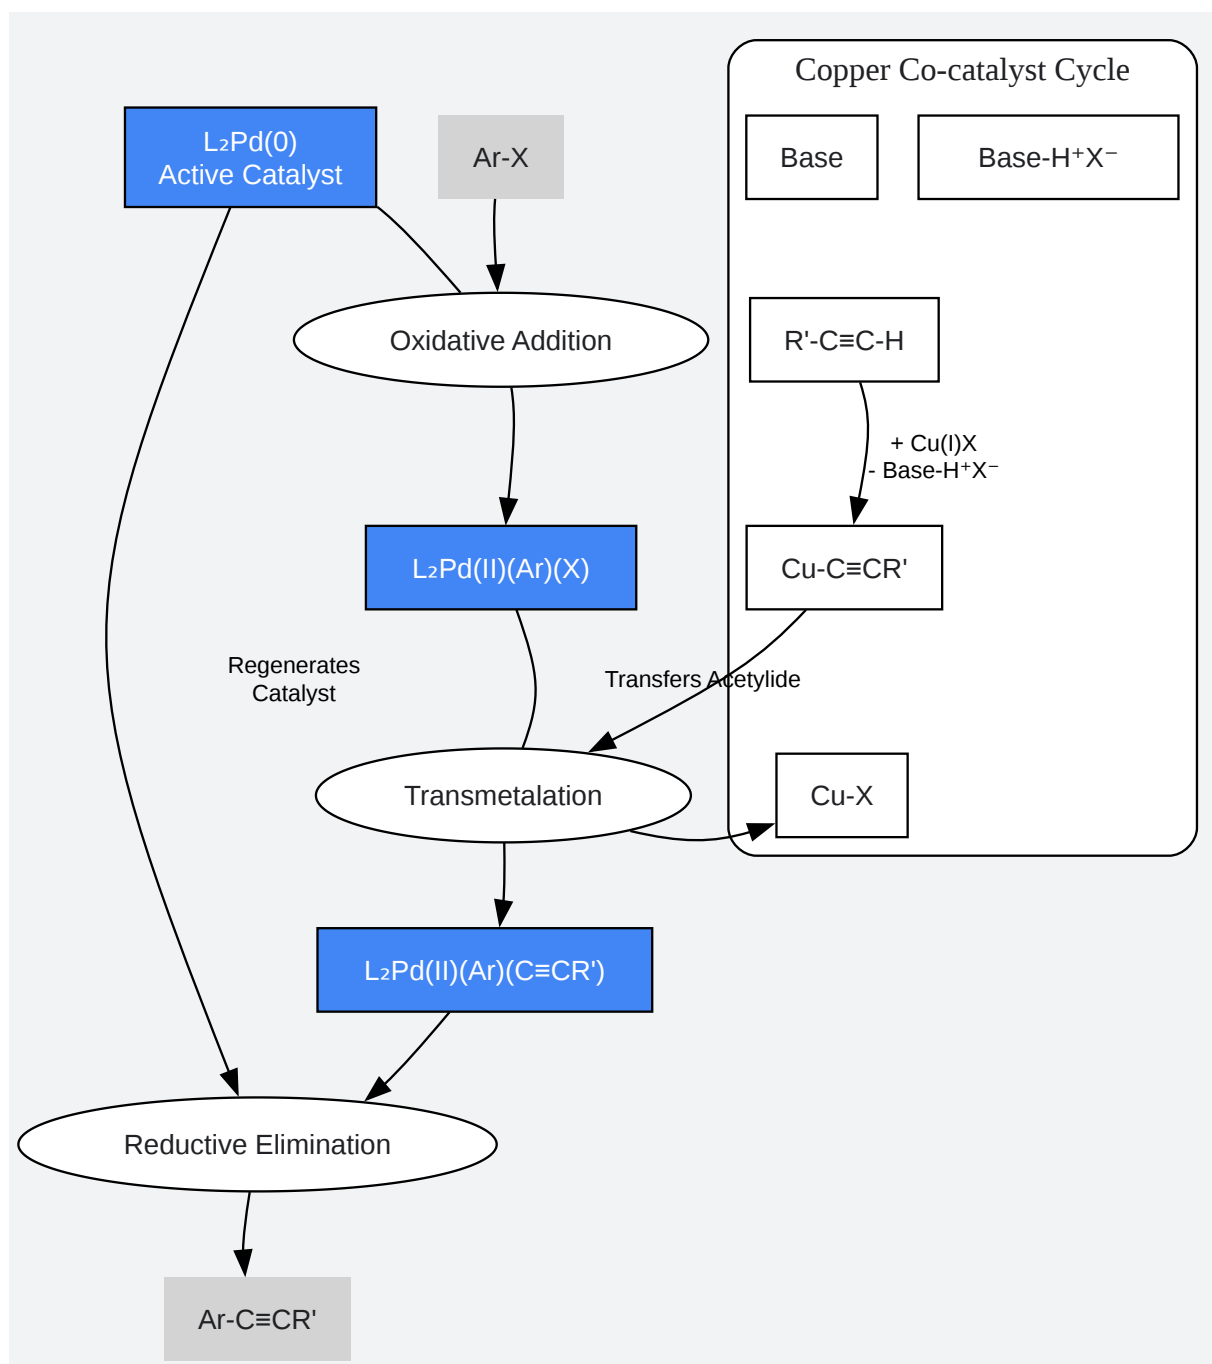 Copper Co-catalyst Cycle
L₂Pd(0)
Active Catalyst
Ar-X
Base
Base-H⁺X⁻
Oxidative Addition
R'-C≡C-H
+ Cu(I)X
- Base-H⁺X⁻
L₂Pd(II)(Ar)(X)
Cu-C≡CR'
Regenerates
Catalyst
Transfers Acetylide
Transmetalation
Cu-X
L₂Pd(II)(Ar)(C≡CR')
Reductive Elimination
Ar-C≡CR'